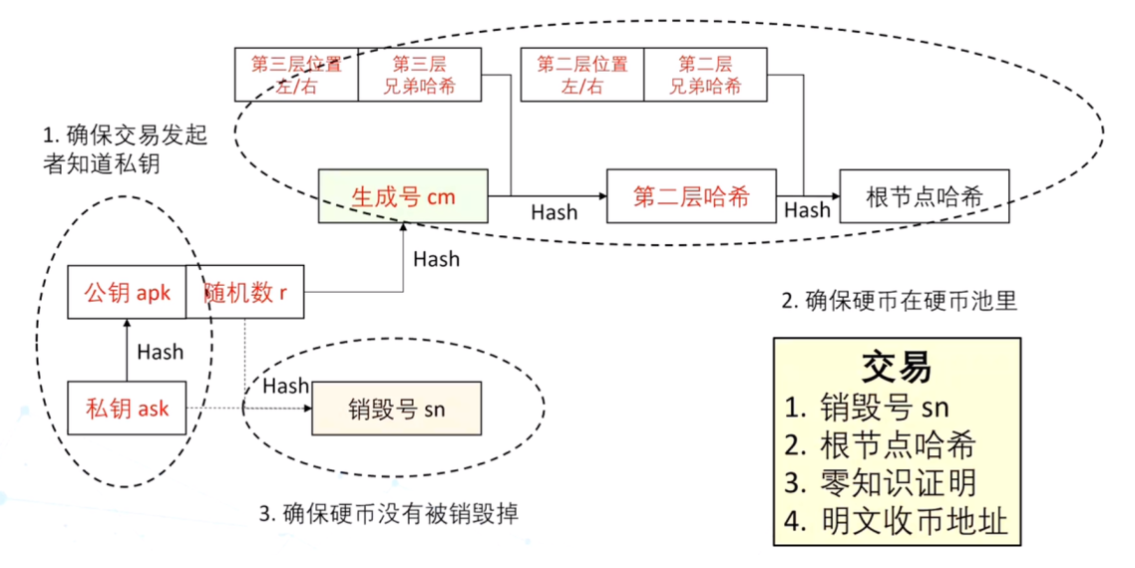 第三层位置
左/右
第三层
兄弟哈希
第二层位置
左/右
第二层
兄弟哈希
1. 确保交易发起
者知道私钥
生成号 cm
Hash
第二层哈希
Hash
根节点哈希
Hash
公钥 apk
随机数 r
2. 确保硬币在硬币池里
Hash
私钥 ask
Hash
销毁号 sn
3. 确保硬币没有被销毁掉
交易
1. 销毁号 sn
2. 根节点哈希
3. 零知识证明
4. 明文收币地址